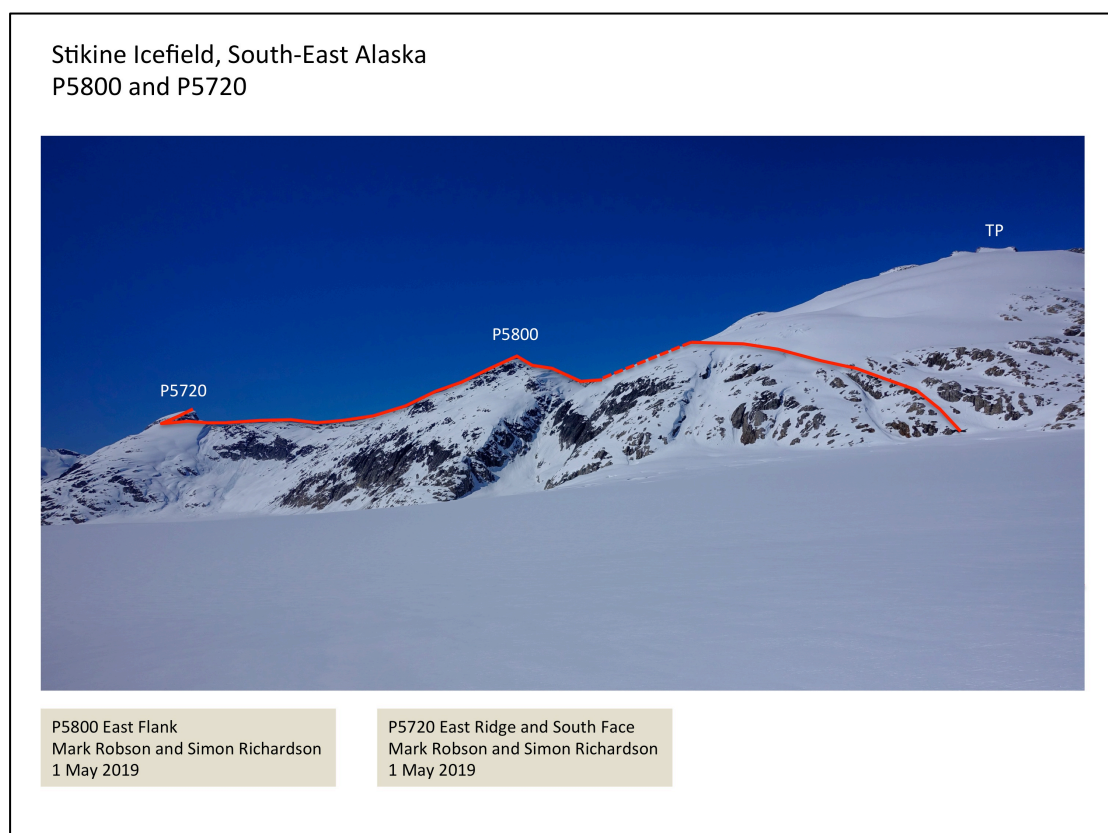 Stikine Icefield, South-East Alaska
P5800 and P5720
TP
P5800
P5720
P5800 East Flank
Mark Robson and Simon Richardson
1 May 2019
P5720 East Ridge and South Face
Mark Robson and Simon Richardson
1 May 2019